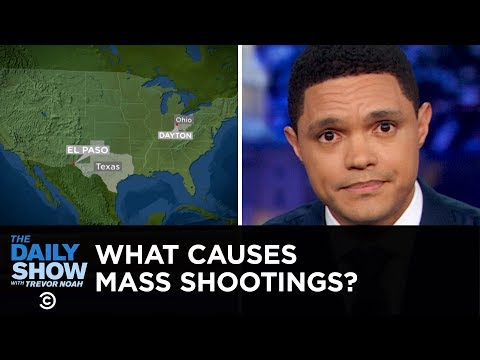 Ohio
DAYTON
EL PASO
Texas
THE
DAILY
SHOW
WITH TREVOR NOAH
WHAT CAUSES
MASS SHOOTINGS?